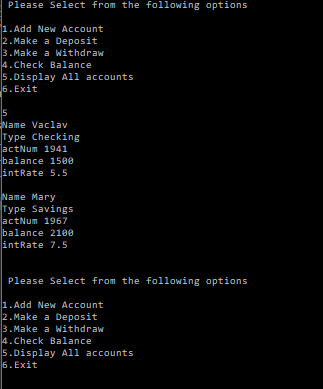 Please Select from the following options
1.Add New Account
2.Make a Deposit
3.Make a Withdraw
4.Check Balance
5.Display All accounts
6.Exit
5
Name Vaclav
Type Checking
actNum 1941
balance 1500
intRate 5.5
Name Mary
Type Savings
actNum 1967
balance 2100
intRate 7.5
Please Select from the following options
1.Add New Account
2.Make a Deposit
3.Make a Withdraw
4.Check Balance
5.Display All accounts
6.Exit